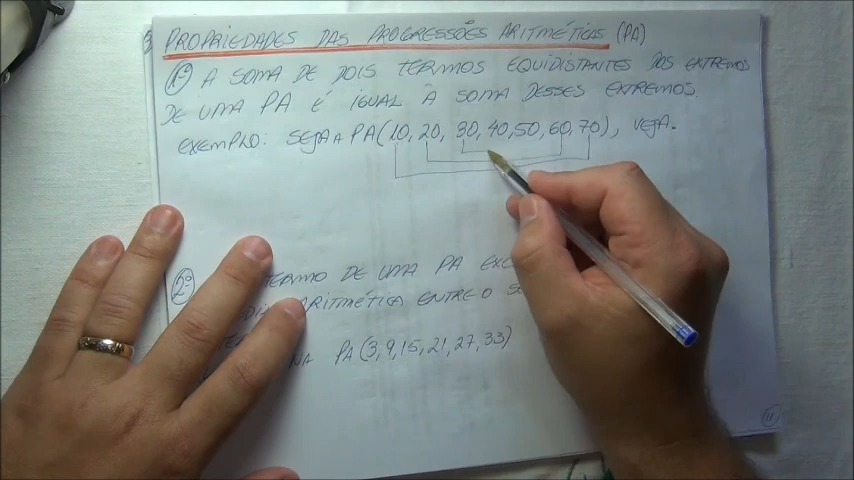 PROPRIEDADES DAS PROGRESSÕES ARITMÉTICAS (PA)
1º A SOMA DE DOIS TERMOS EQUIDISTANTES DOS EXTREMOS
DE UMA PA É IGUAL À SOMA DESSES EXTREMOS.
EXEMPLO: SEJA A PA(10, 20, 30, 40, 50, 60, 70), VEJA.
2º TERMO DE UMA PA
ARITMÉTICA ENTRE O
NA PA(3, 9, 15, 21, 27, 33)
11